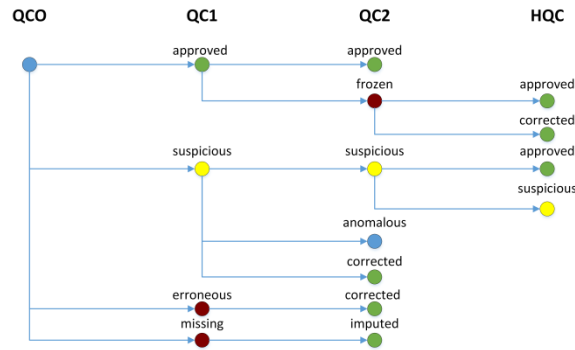 QCO QC1 QC2 HQC
approved approved
frozen
approved
corrected
suspicious suspicious approved
suspicious
anomalous
corrected
erroneous corrected
missing imputed